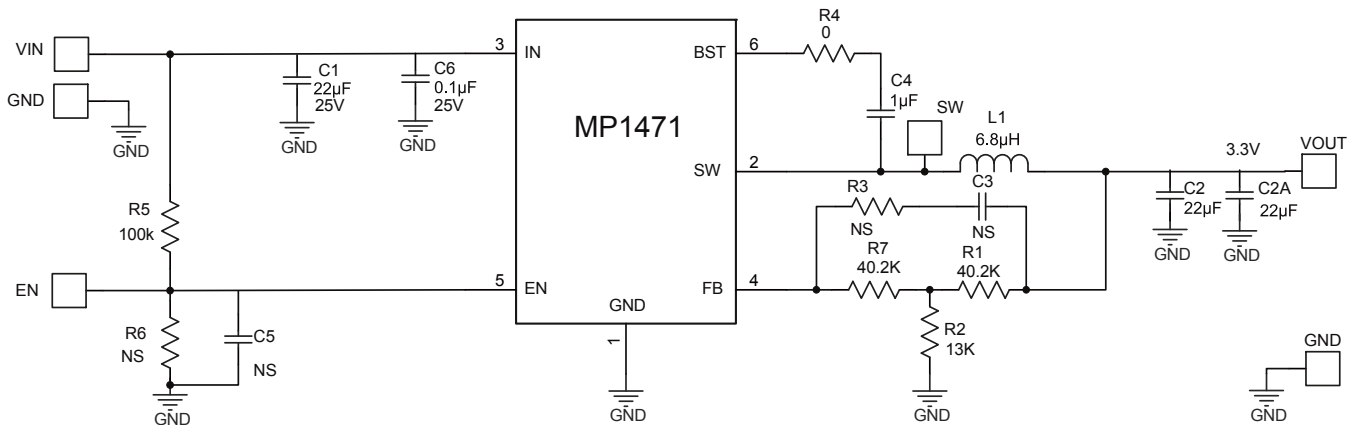 VIN
GND
GND
3
IN
C1
22µF
25V
GND
C6
0.1µF
25V
GND
R5
100k
EN
5
EN
R6
NS
C5
NS
GND
MP1471
GND
1
GND
BST
6
R4
0
C4
1µF
SW
2
SW
L1
6.8µH
R3
NS
C3
NS
R7
40.2K
R1
40.2K
FB
4
R2
13K
GND
3.3V
VOUT
C2
22µF
GND
C2A
22µF
GND
GND
GND